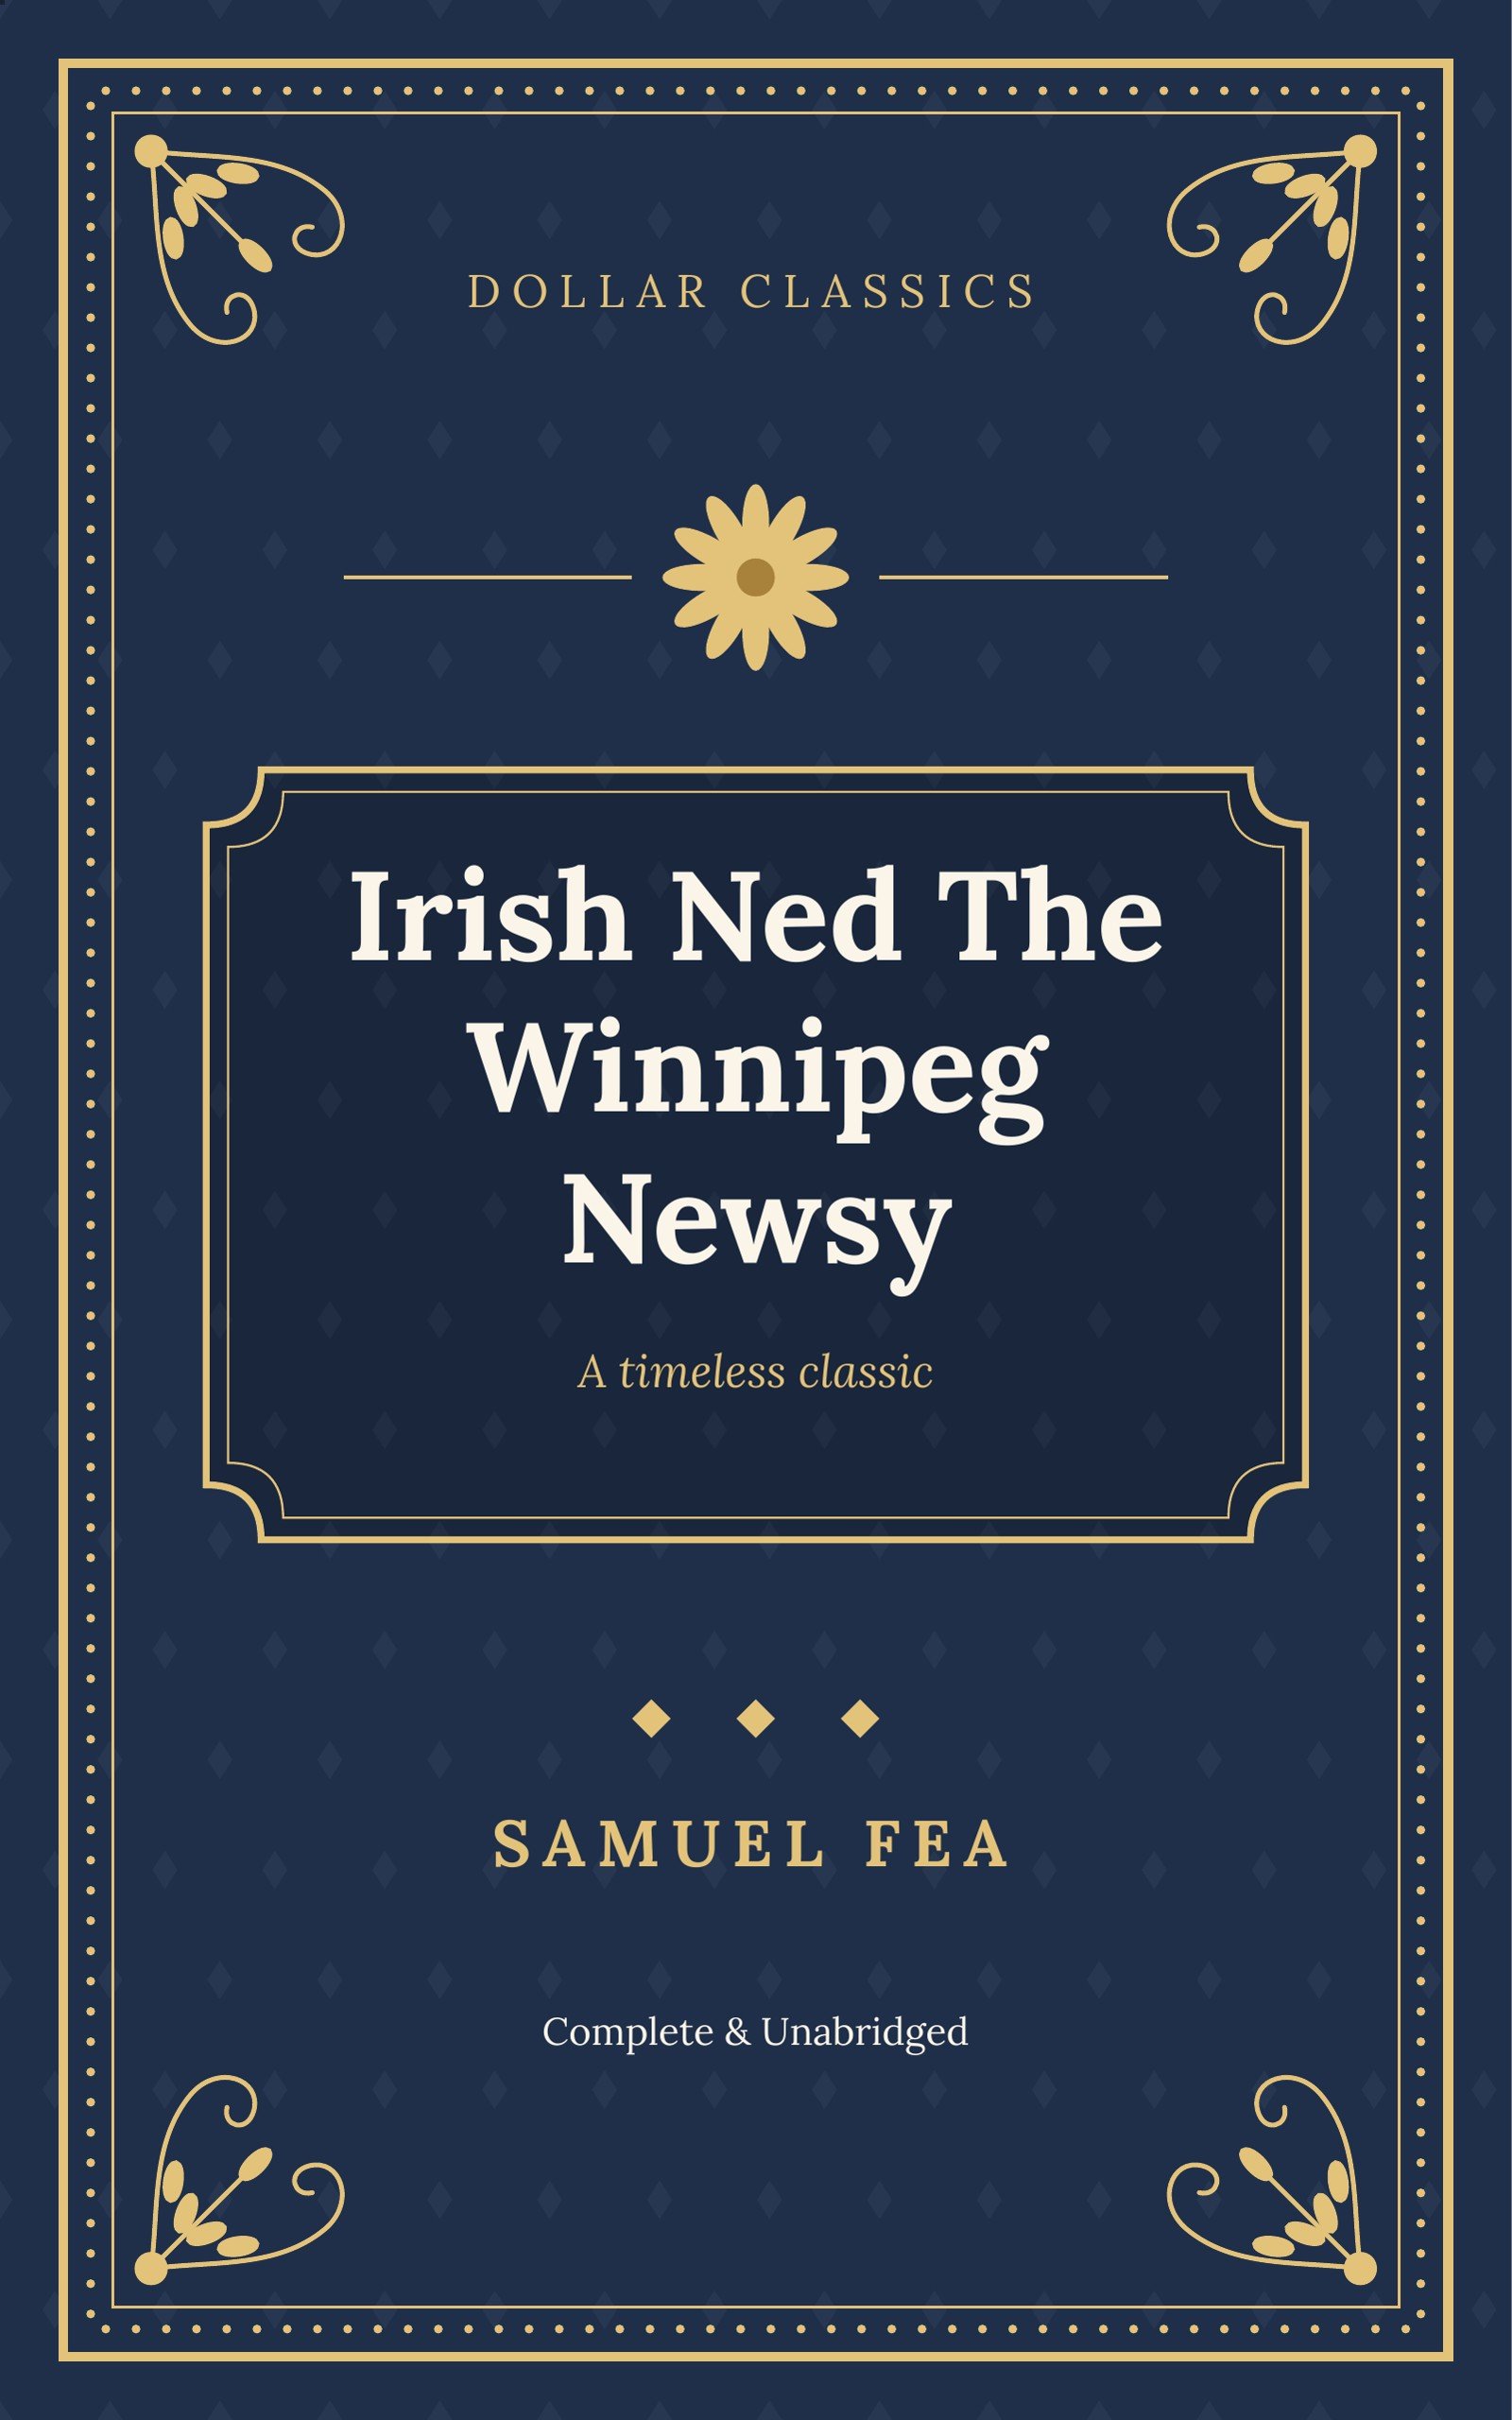 DOLLAR CLASSICS
Irish Ned The
Winnipeg
Newsy
A timeless classic
SAMUEL FEA
Complete & Unabridged